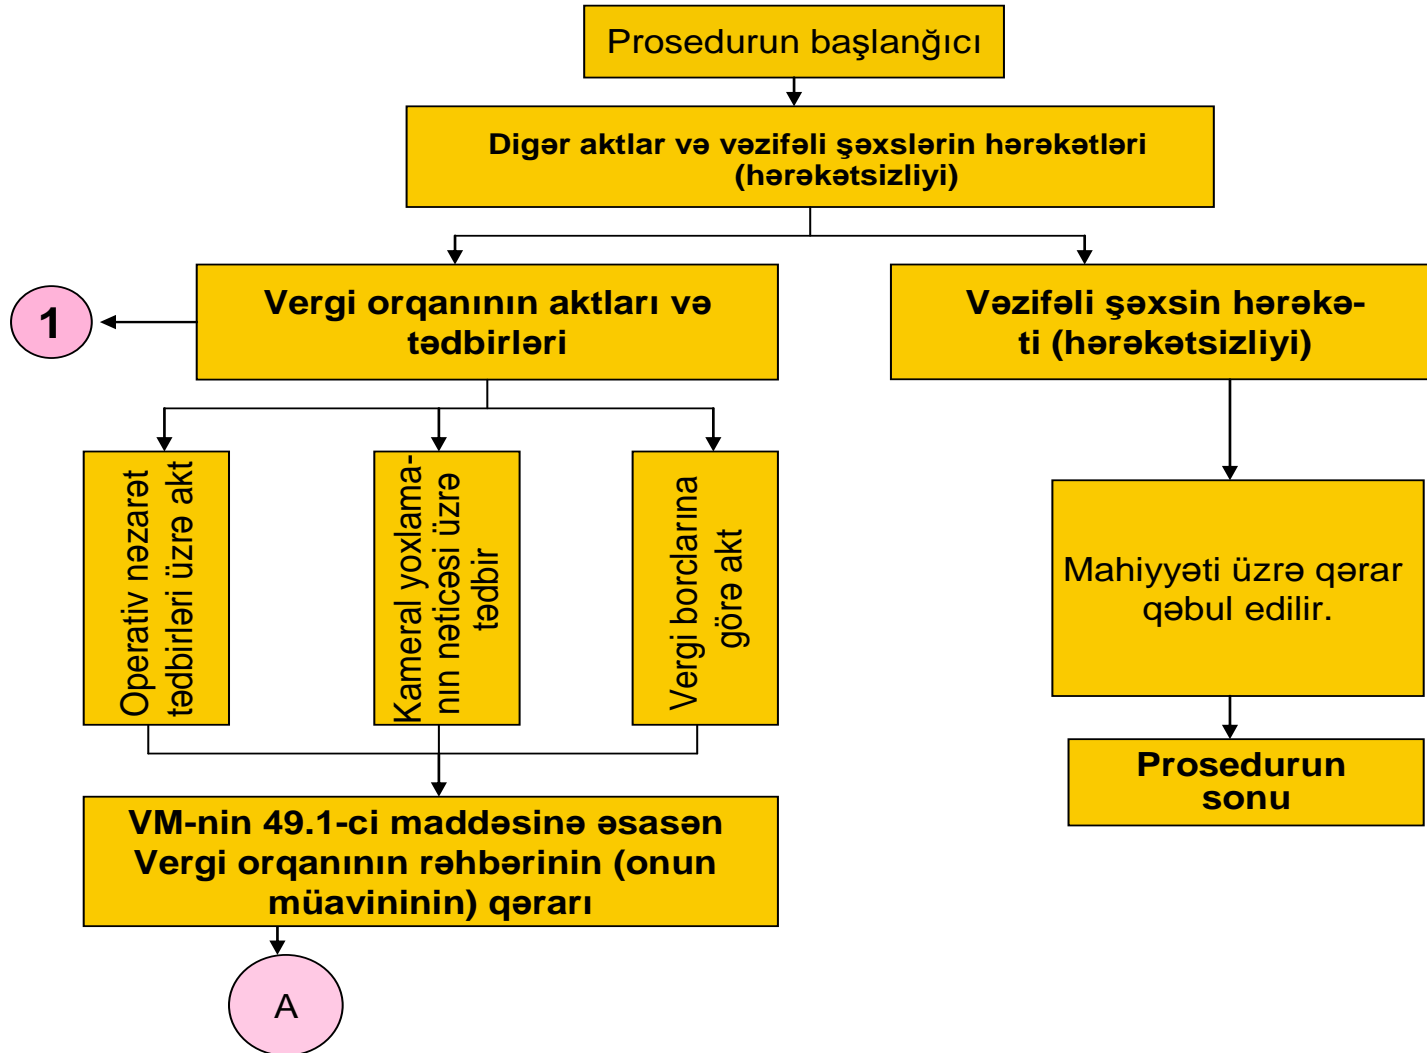 Prosedurun başlanğıcı
Digər aktlar və vəzifəli şəxslərin hərəkətləri
(hərəkətsizliyi)
1
Vergi orqanının aktları və
tədbirləri
Vəzifəli şəxsin hərəkə-
ti (hərəkətsizliyi)
Operativ nəzarət
tədbirləri üzrə akt
Kameral yoxlama-
nın nəticəsi üzrə
tədbir
Vergi borclarına
görə akt
Mahiyyəti üzrə qərar
qəbul edilir.
Prosedurun
sonu
VM-nin 49.1-ci maddəsinə əsasən
Vergi orqanının rəhbərinin (onun
müavininin) qərarı
A